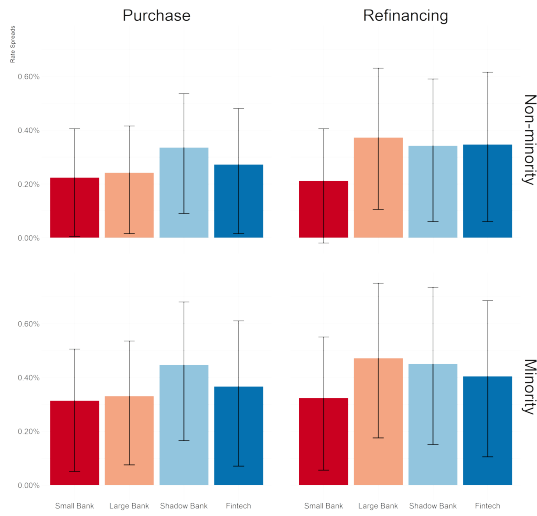 Purchase
Refinancing
Rate Spreads
0.60%
0.40%
0.20%
0.00%
Non-minority
0.60%
0.40%
0.20%
0.00%
Minority
Small Bank
Large Bank
Shadow Bank
Fintech
Small Bank
Large Bank
Shadow Bank
Fintech